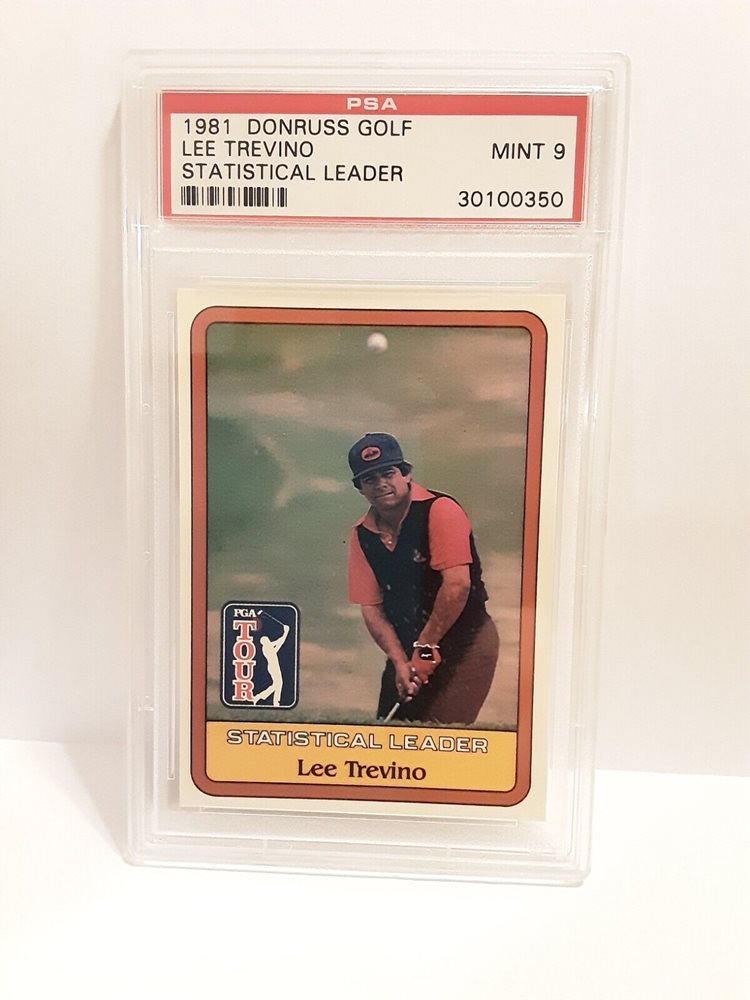 PSA
1981 DONRUSS GOLF
LEE TREVINO
MINT 9
STATISTICAL LEADER
30100350
PGA
TOUR
STATISTICAL LEADER
Lee Trevino